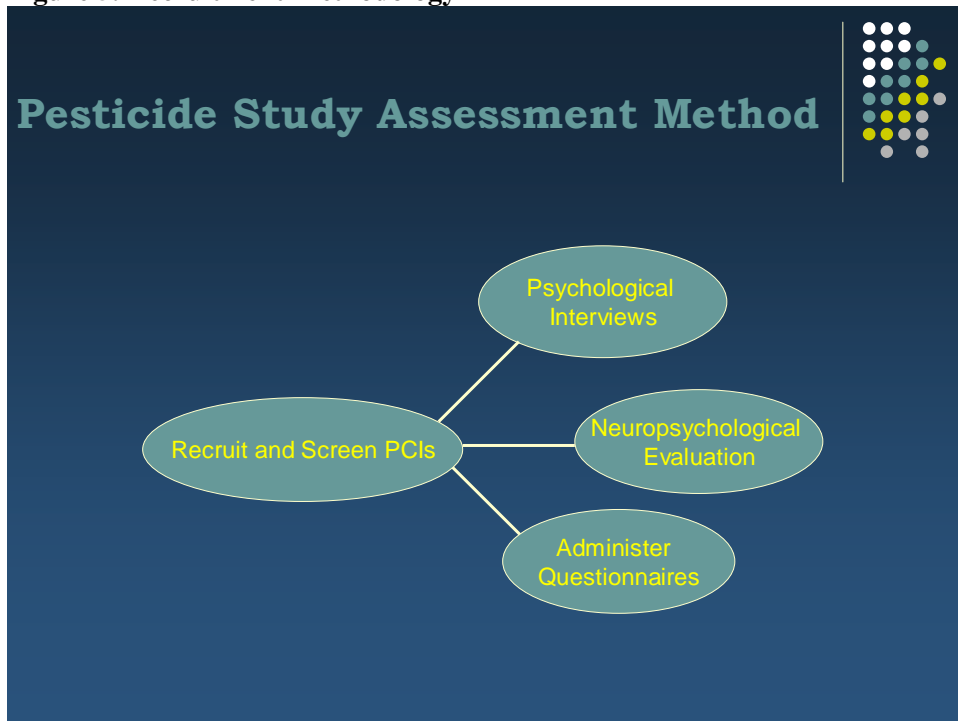 Pesticide Study Assessment Method
Psychological
Interviews
Neuropsychological
Evaluation
Recruit and Screen PCIs
Administer
Questionnaires